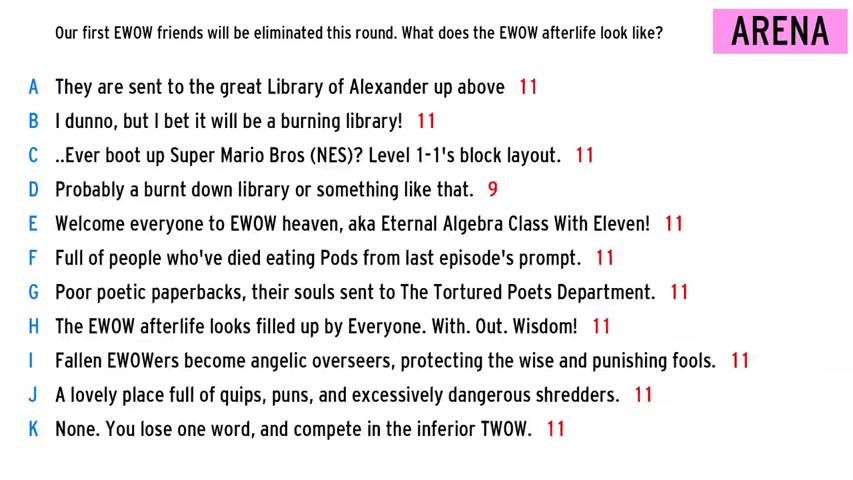 Our first EWOW friends will be eliminated this round. What does the EWOW afterlife look like?
ARENA
A They are sent to the great Library of Alexander up above 11
B I dunno, but I bet it will be a burning library! 11
C ..Ever boot up Super Mario Bros (NES)? Level 1-1's block layout. 11
D Probably a burnt down library or something like that. 9
E Welcome everyone to EWOW heaven, aka Eternal Algebra Class With Eleven! 11
F Full of people who've died eating Pods from last episode's prompt. 11
G Poor poetic paperbacks, their souls sent to The Tortured Poets Department. 11
H The EWOW afterlife looks filled up by Everyone. With. Out. Wisdom! 11
I Fallen EWOWers become angelic overseers, protecting the wise and punishing fools. 11
J A lovely place full of quips, puns, and excessively dangerous shredders. 11
K None. You lose one word, and compete in the inferior TWOW. 11